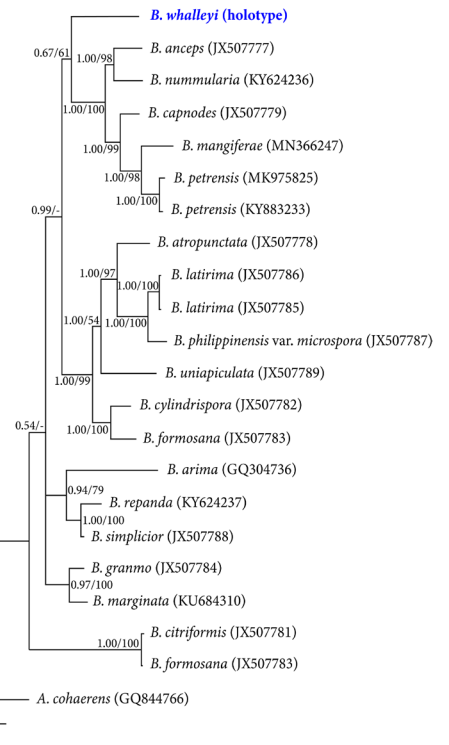 B. whalleyi (holotype)
0.67/61
B. anceps (JX507777)
1.00/98
B. nummularia (KY624236)
1.00/100
B. capnodes (JX507779)
1.00/99
B. mangiferae (MN366247)
1.00/98
B. petrensis (MK975825)
1.00/100
B. petrensis (KY883233)
0.99/-
B. atropunctata (JX507778)
1.00/97
B. latirima (JX507786)
1.00/100
B. latirima (JX507785)
1.00/100
1.00/54
B. philippinensis var. microspora (JX507787)
B. uniapiculata (JX507789)
1.00/99
B. cylindrispora (JX507782)
1.00/100
0.54/-
B. formosana (JX507783)
B. arima (GQ304736)
0.94/79
B. repanda (KY624237)
1.00/100
B. simplicior (JX507788)
B. granmo (JX507784)
0.97/100
B. marginata (KU684310)
B. citriformis (JX507781)
1.00/100
B. formosana (JX507783)
A. cohaerens (GQ844766)